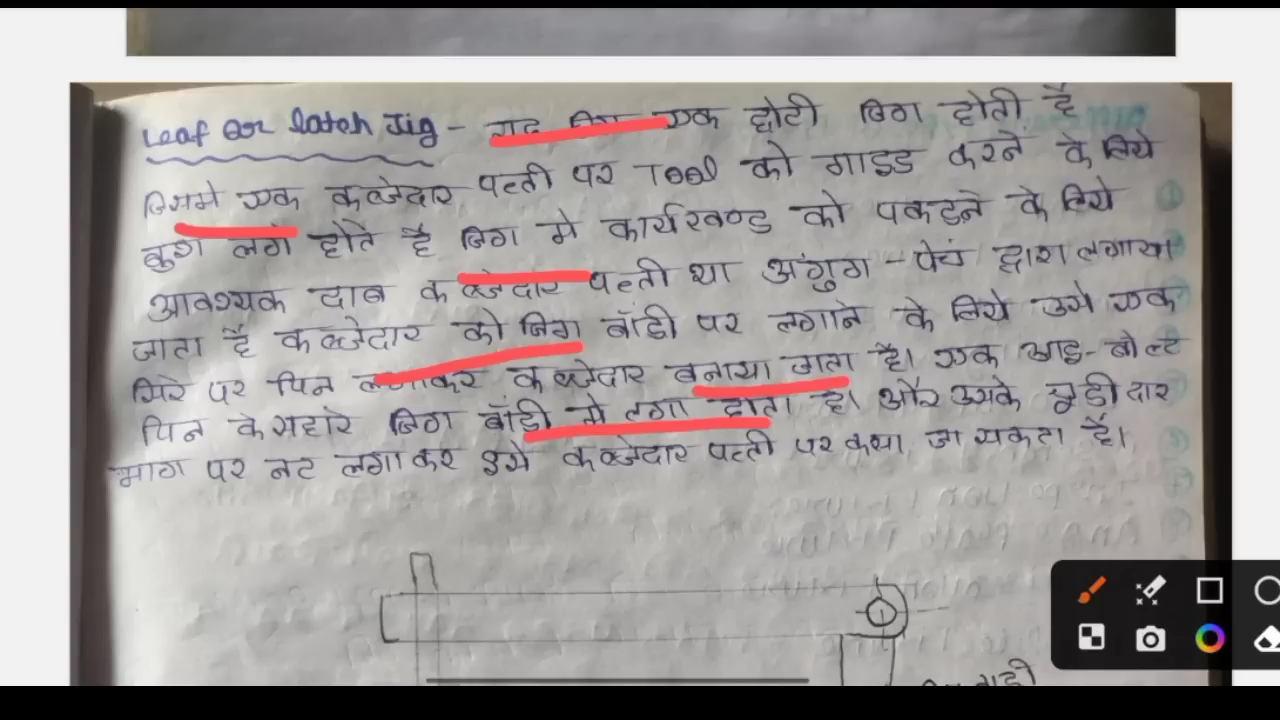 Leaf or latch Jig - यह जिग एक छोटी जिग होती है
जिसमे एक कब्जेदार पत्ती पर Tool को गाइड करने के लिये
बुश लगे होते है जिग मे कार्यखण्ड को पकडने के लिये
आवश्यक दाब कब्जेदार पत्ती या अंगुठा - पेचं द्वारा लगाया
जाता है कब्जेदार को जिग बॉडी पर लगाने के लिये उसे एक
सिरे पर पिन लगाकर कब्जेदार बनाया जाता है। एक आइ - बोल्ट
पिन के सहारे जिग बॉडी मे लगा होता है। और उसके चुडीदार
भाग पर नट लगाकर इसे कब्जेदार पत्ती पर कसा जा सकता है।